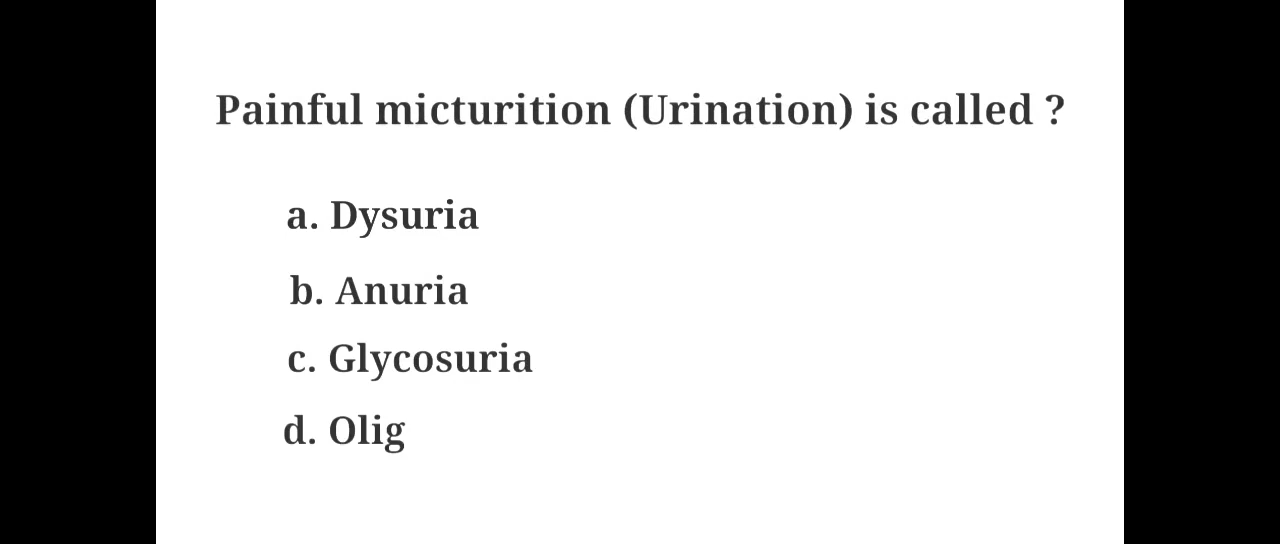 Painful micturition (Urination) is called ?
a. Dysuria
b. Anuria
c. Glycosuria
d. Olig